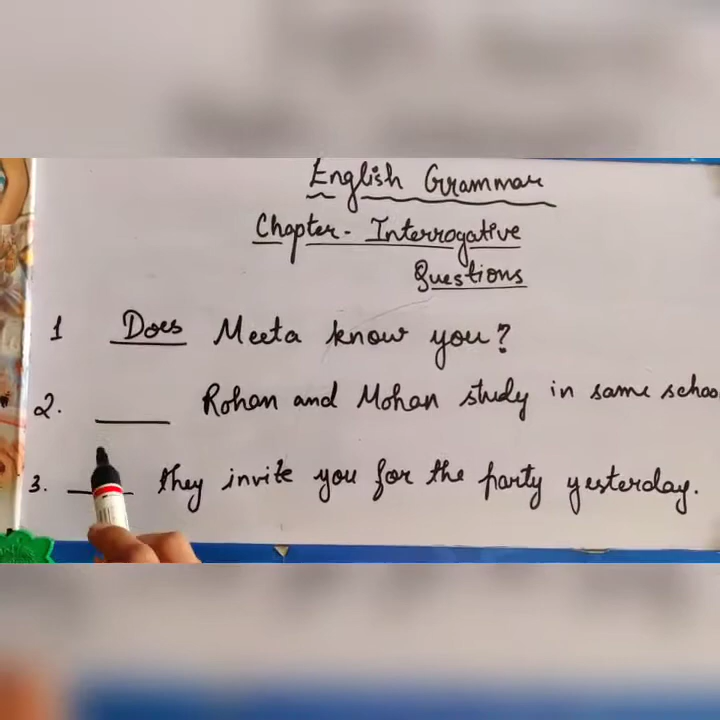 English Grammar
Chapter- Interrogative
Questions
1 Does Meeta know you?
2. ____ Rohan and Mohan study in same schoo
3. ____ they invite you for the party yesterday.